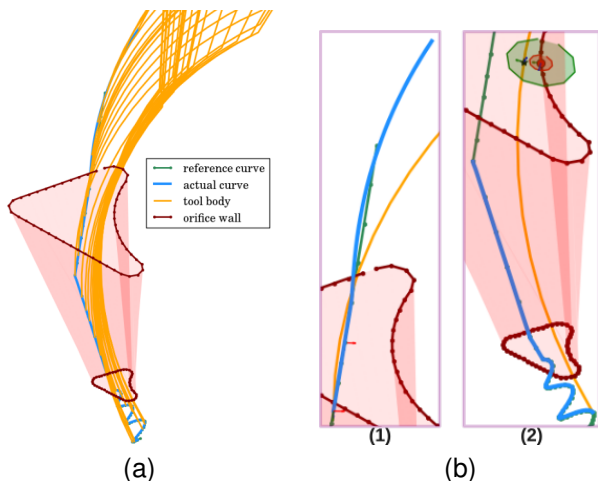 reference curve
actual curve
tool body
orifice wall
(1)
(2)
(a)
(b)